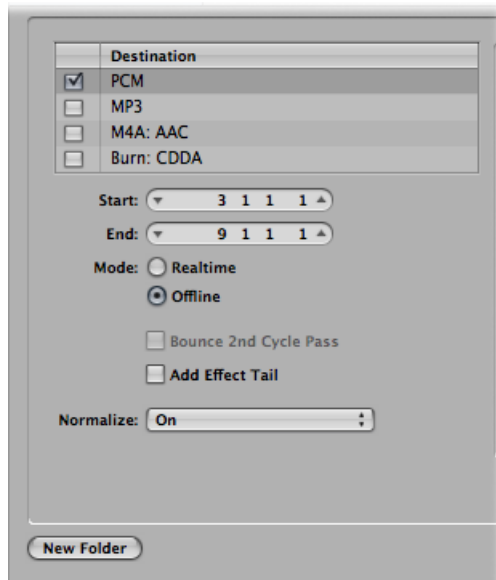 Destination
PCM
MP3
M4A: AAC
Burn: CDDA
Start: 3 1 1 1
End: 9 1 1 1
Mode: Realtime
Offline
Bounce 2nd Cycle Pass
Add Effect Tail
Normalize: On
New Folder